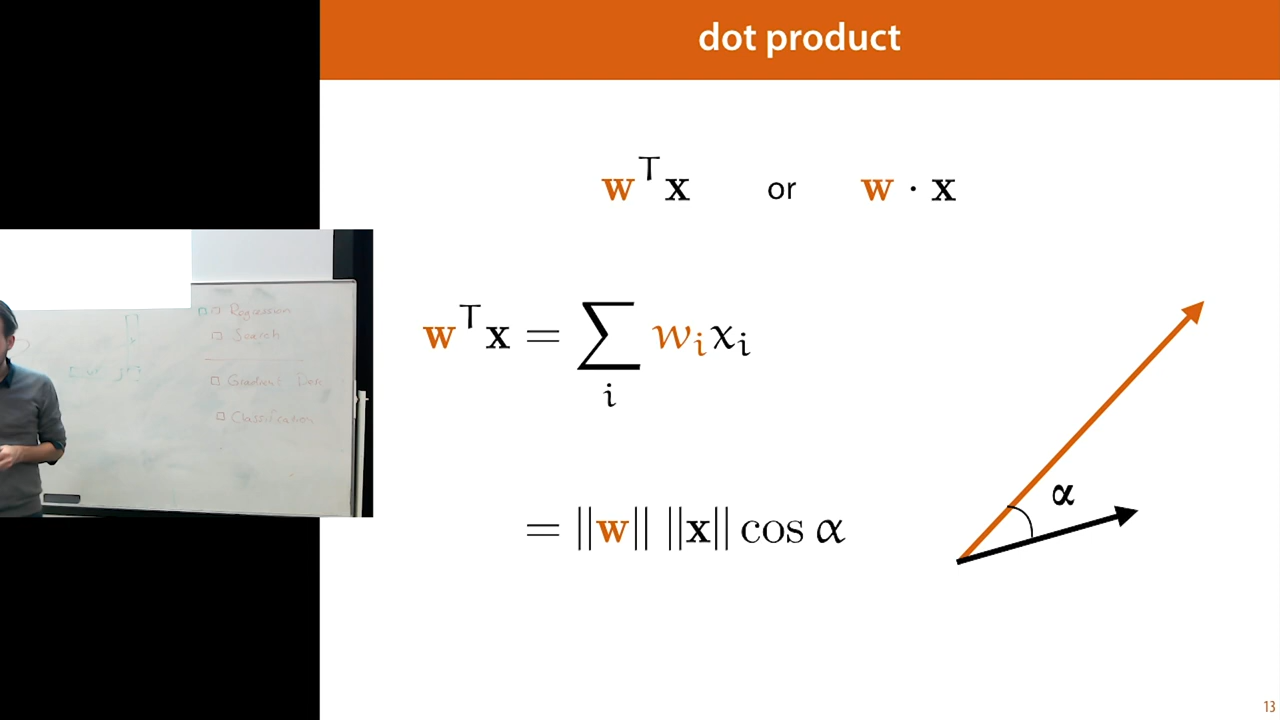 dot product
𝐰ᵀ𝐱 or 𝐰 · 𝐱
𝐰ᵀ𝐱 = ∑ᵢ wᵢxᵢ
= ||𝐰|| ||𝐱|| cos α
α
Regression
Search
Gradient Desc
Classification
13